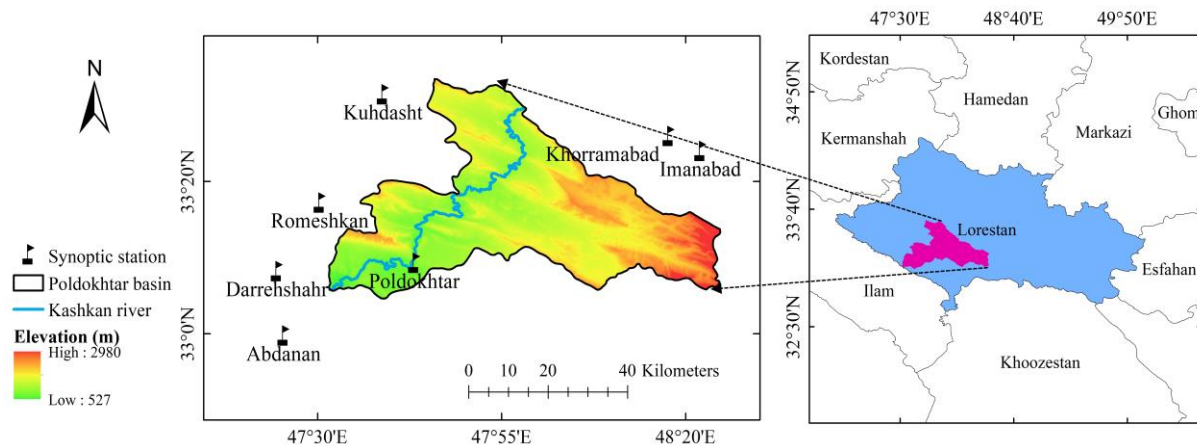 N
Synoptic station
Poldokhtar basin
Kashkan river
Elevation (m)
High : 2980
Low : 527
33°20'N
33°0'N
Kuhdasht
Khorramabad
Imanabad
Romeshkan
Poldokhtar
Darrehshahr
Abdanan
0 10 20 40 Kilometers
47°30'E 47°55'E 48°20'E
47°30'E 48°40'E 49°50'E
34°50'N
33°40'N
32°30'N
Kordestan
Hamedan
Ghom
Kermanshah
Markazi
Lorestan
Esfahan
Ilam
Khoozestan